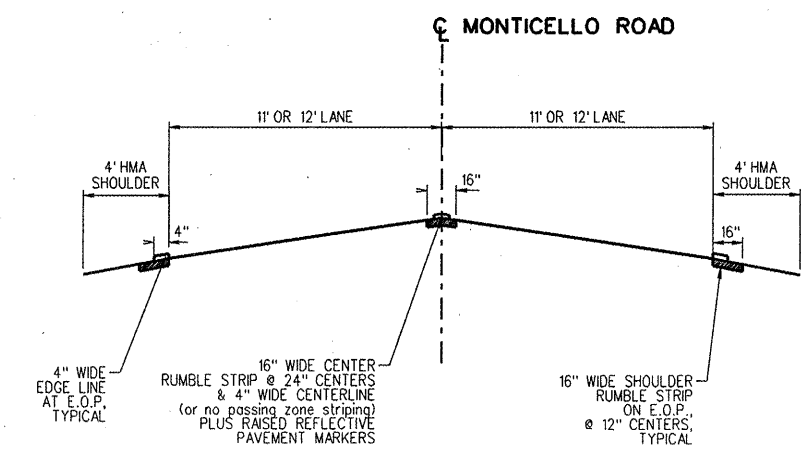 ℄ MONTICELLO ROAD
11' OR 12' LANE
11' OR 12' LANE
4' HMA
SHOULDER
4' HMA
SHOULDER
16"
4"
16"
4" WIDE
EDGE LINE
AT E.O.P.
TYPICAL
16" WIDE CENTER
RUMBLE STRIP @ 24" CENTERS
& 4" WIDE CENTERLINE
(or no passing zone striping)
PLUS RAISED REFLECTIVE
PAVEMENT MARKERS
16" WIDE SHOULDER
RUMBLE STRIP
ON E.O.P.,
@ 12" CENTERS,
TYPICAL